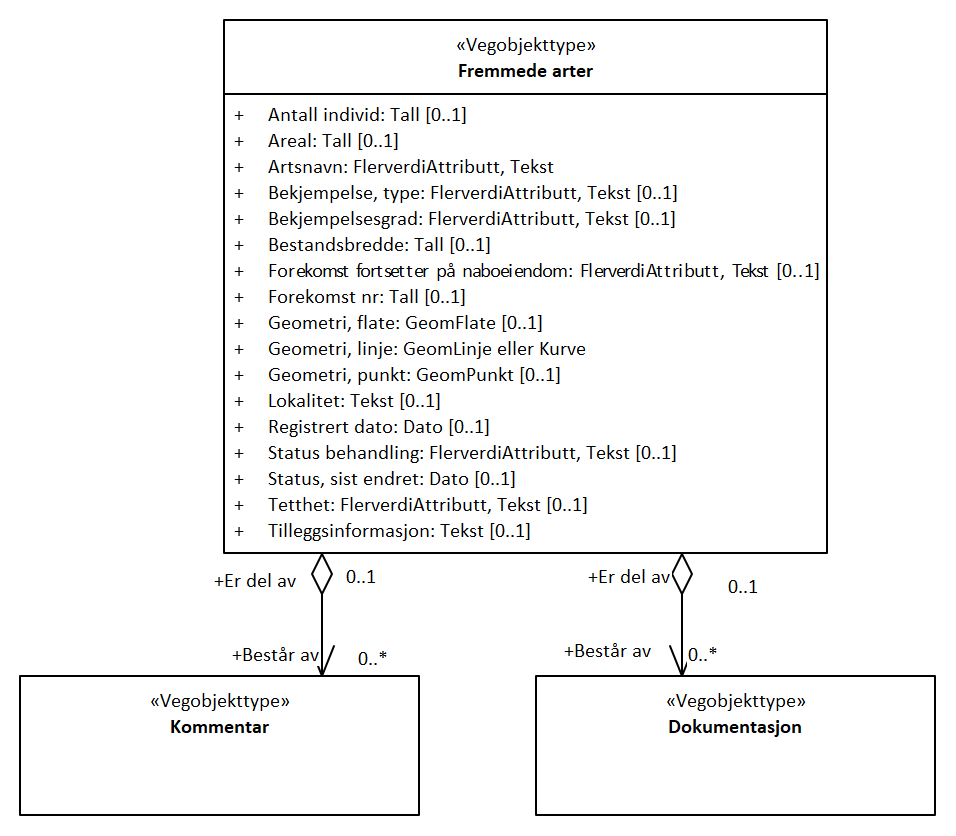 «Vegobjekttype»
Fremmede arter
+ Antall individ: Tall [0..1]
+ Areal: Tall [0..1]
+ Artsnavn: FlerverdiAttributt, Tekst
+ Bekjempelse, type: FlerverdiAttributt, Tekst [0..1]
+ Bekjempelsesgrad: FlerverdiAttributt, Tekst [0..1]
+ Bestandsbredde: Tall [0..1]
+ Forekomst fortsetter på naboeiendom: FlerverdiAttributt, Tekst [0..1]
+ Forekomst nr: Tall [0..1]
+ Geometri, flate: GeomFlate [0..1]
+ Geometri, linje: GeomLinje eller Kurve
+ Geometri, punkt: GeomPunkt [0..1]
+ Lokalitet: Tekst [0..1]
+ Registrert dato: Dato [0..1]
+ Status behandling: FlerverdiAttributt, Tekst [0..1]
+ Status, sist endret: Dato [0..1]
+ Tetthet: FlerverdiAttributt, Tekst [0..1]
+ Tilleggsinformasjon: Tekst [0..1]
+Er del av 0..1
+Er del av 0..1
+Består av 0..*
+Består av 0..*
«Vegobjekttype»
Kommentar
«Vegobjekttype»
Dokumentasjon